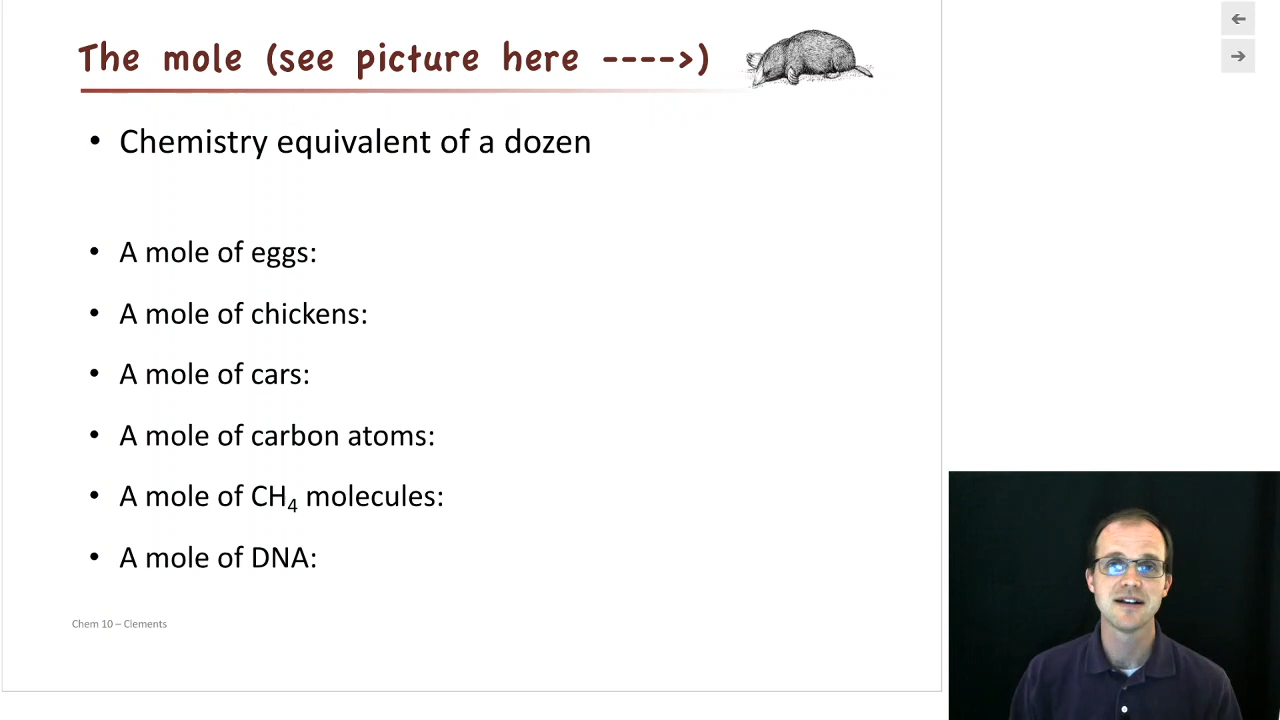 The mole (see picture here ---->)
• Chemistry equivalent of a dozen
• A mole of eggs:
• A mole of chickens:
• A mole of cars:
• A mole of carbon atoms:
• A mole of CH₄ molecules:
• A mole of DNA:
Chem 10 – Clements